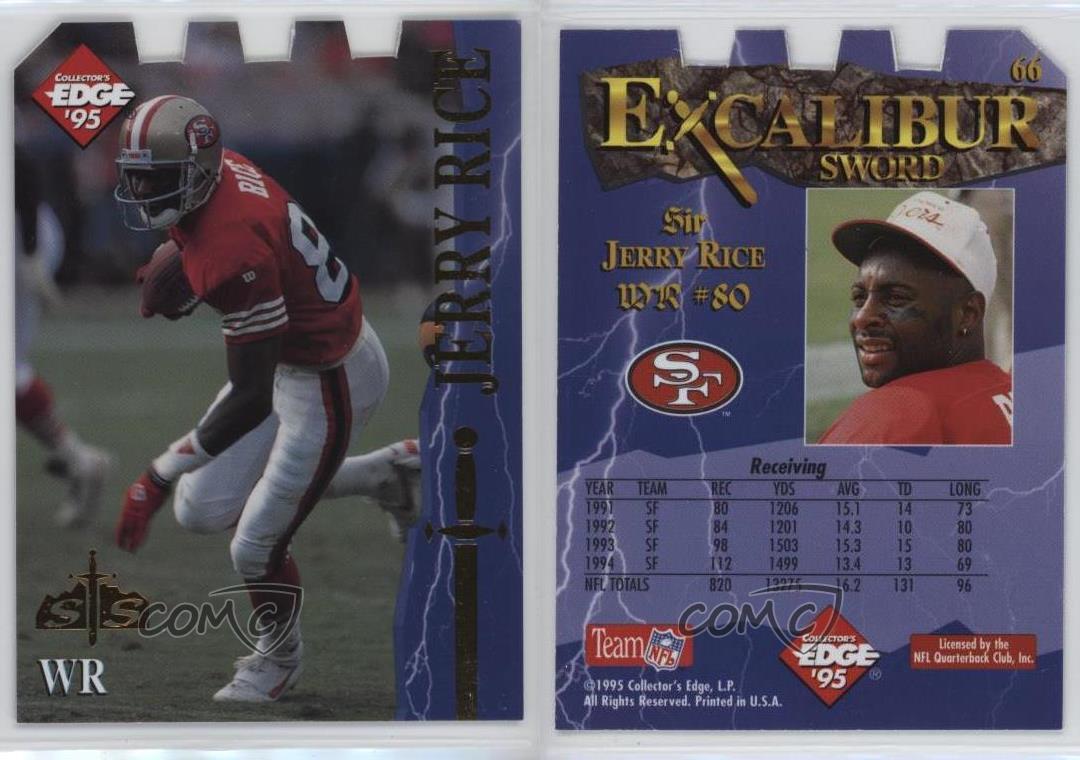 COLLECTOR'S
EDGE
'95
RICE
8
JERRY RICE
STS
WR
COMC
66
EXCALIBUR
SWORD
Sir
JERRY RICE
WR #80
SF
TM
Receiving
YEAR TEAM REC YDS AVG TD LONG
1991 SF 80 1206 15.1 14 73
1992 SF 84 1201 14.3 10 80
1993 SF 98 1503 15.3 15 80
1994 SF 112 1499 13.4 13 69
NFL TOTALS 820 13275 16.2 131 96
COMC
Team NFL
COLLECTOR'S
EDGE
'95
®
Licensed by the
NFL Quarterback Club, Inc.
©1995 Collector's Edge, L.P.
All Rights Reserved. Printed in U.S.A.